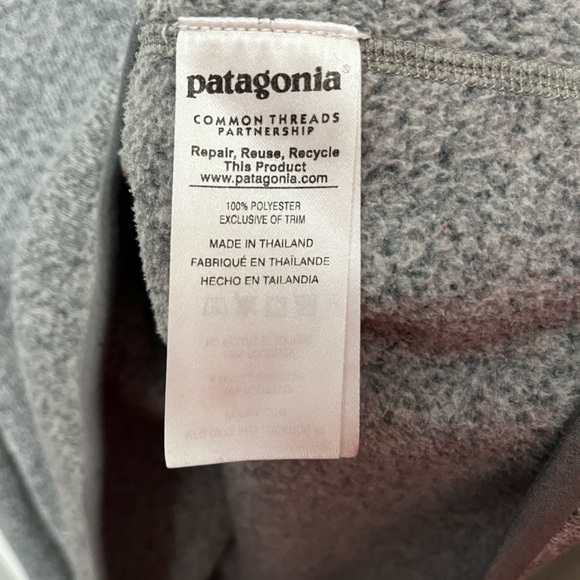 patagonia®
COMMON THREADS
PARTNERSHIP
Repair, Reuse, Recycle
This Product
www.patagonia.com
100% POLYESTER
EXCLUSIVE OF TRIM
MADE IN THAILAND
FABRIQUÉ EN THAÏLANDE
HECHO EN TAILANDIA